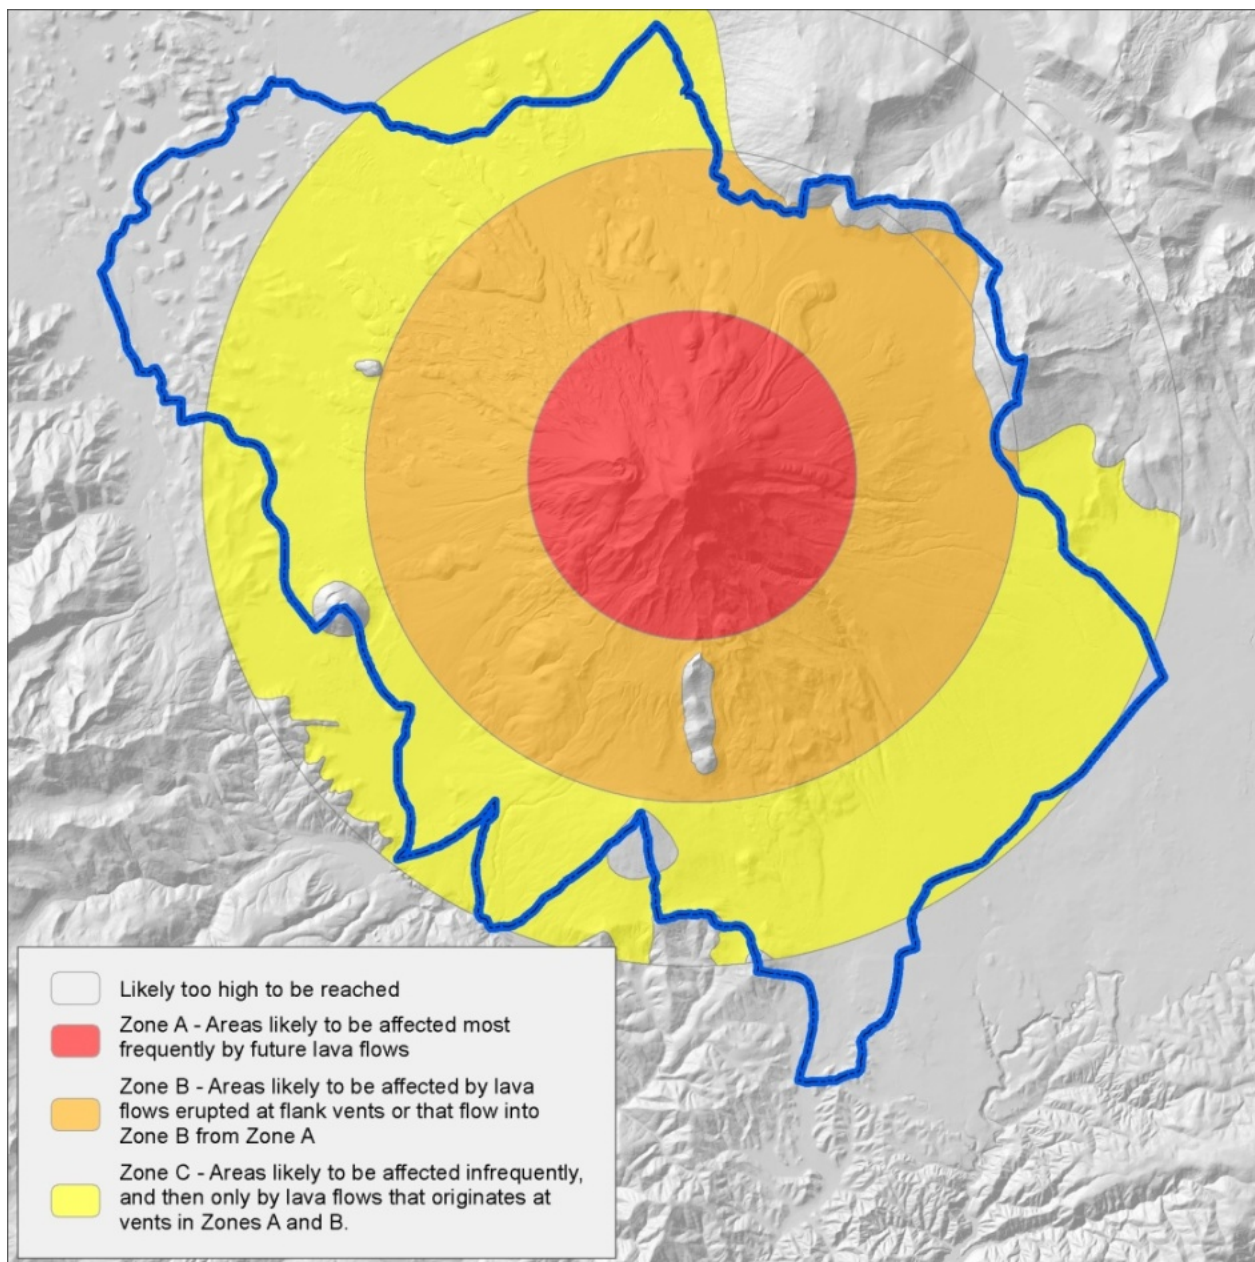 Likely too high to be reached
Zone A - Areas likely to be affected most
frequently by future lava flows
Zone B - Areas likely to be affected by lava
flows erupted at flank vents or that flow into
Zone B from Zone A
Zone C - Areas likely to be affected infrequently,
and then only by lava flows that originates at
vents in Zones A and B.